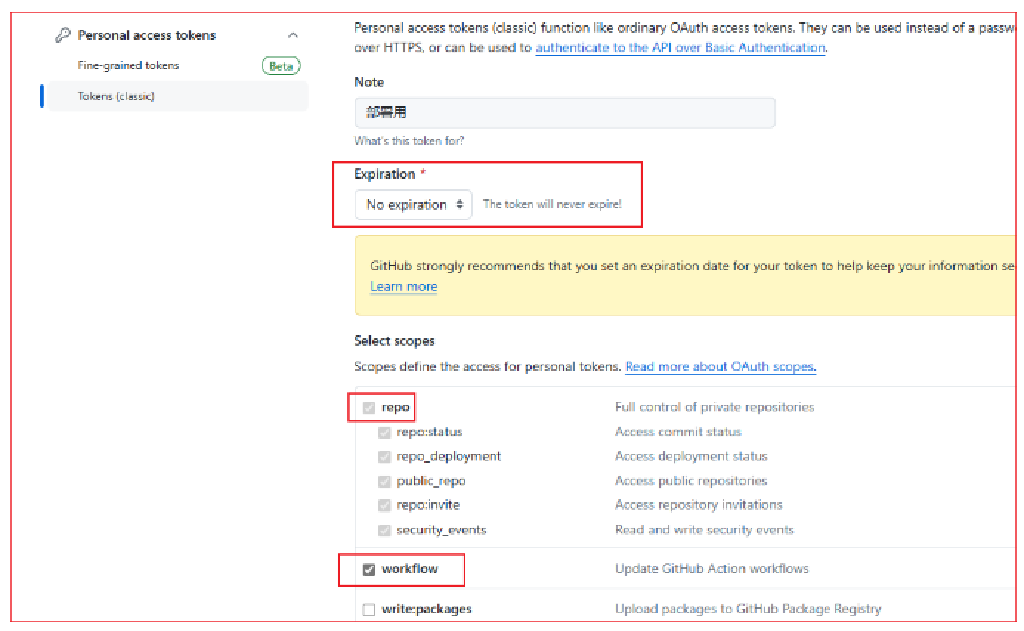 Personal access tokens
Fine-grained tokens
Beta
Tokens (classic)
Personal access tokens (classic) function like ordinary OAuth access tokens. They can be used instead of a passw
over HTTPS, or can be used to authenticate to the API over Basic Authentication.
Note
部署用
What's this token for?
Expiration *
No expiration
The token will never expire!
GitHub strongly recommends that you set an expiration date for your token to help keep your information se
Learn more
Select scopes
Scopes define the access for personal tokens. Read more about OAuth scopes.
repo Full control of private repositories
repo:status Access commit status
repo_deployment Access deployment status
public_repo Access public repositories
repo:invite Access repository invitations
security_events Read and write security events
workflow Update GitHub Action workflows
write:packages Upload packages to GitHub Package Registry